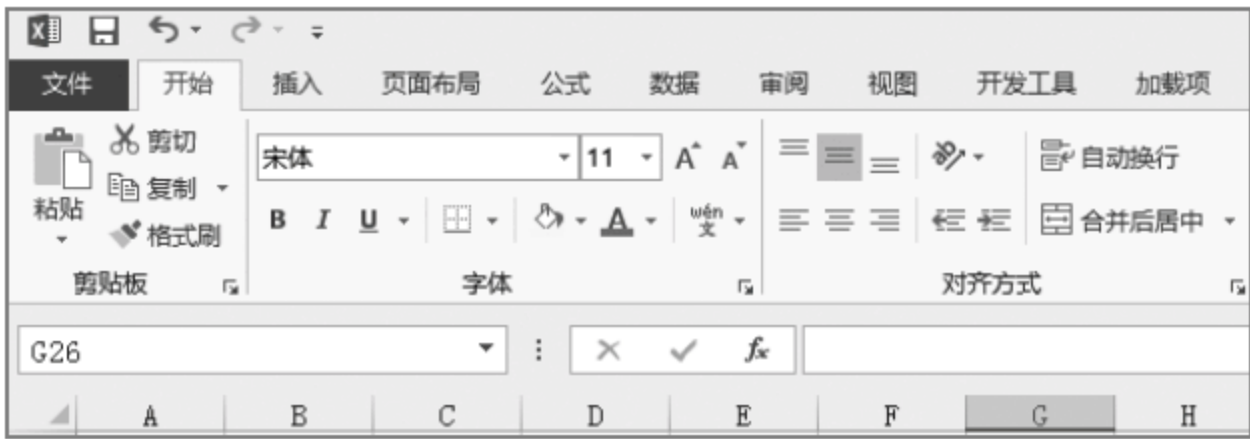 文件 开始 插入 页面布局 公式 数据 审阅 视图 开发工具 加载项
剪切
宋体 11 A A 自动换行
复制
粘贴
B I U A wén 文 合并后居中
格式刷
剪贴板 字体 对齐方式
G26 fx
A B C D E F G H